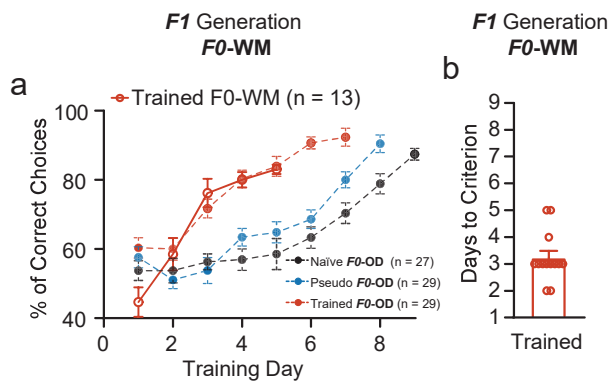 F1 Generation
F0-WM
F1 Generation
F0-WM
a
b
Trained F0-WM (n = 13)
% of Correct Choices
100
80
60
40
Naïve F0-OD (n = 27)
Pseudo F0-OD (n = 29)
Trained F0-OD (n = 29)
0
2
4
6
8
Training Day
Days to Criterion
9
8
7
6
5
4
3
2
1
Trained